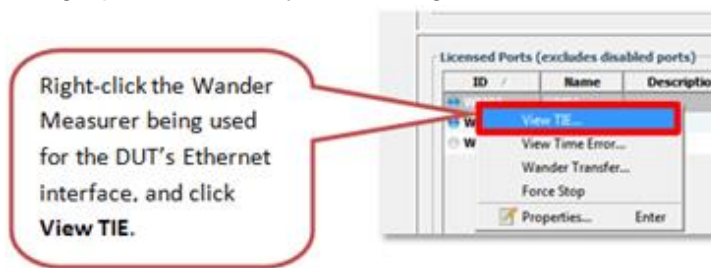 Right-click the Wander
Measurer being used
for the DUT's Ethernet
interface, and click
View TIE.
Licensed Ports (excludes disabled ports)
ID / Name Descriptio
W
W
View TIE...
View Time Error...
Wander Transfer...
Force Stop
Properties... Enter